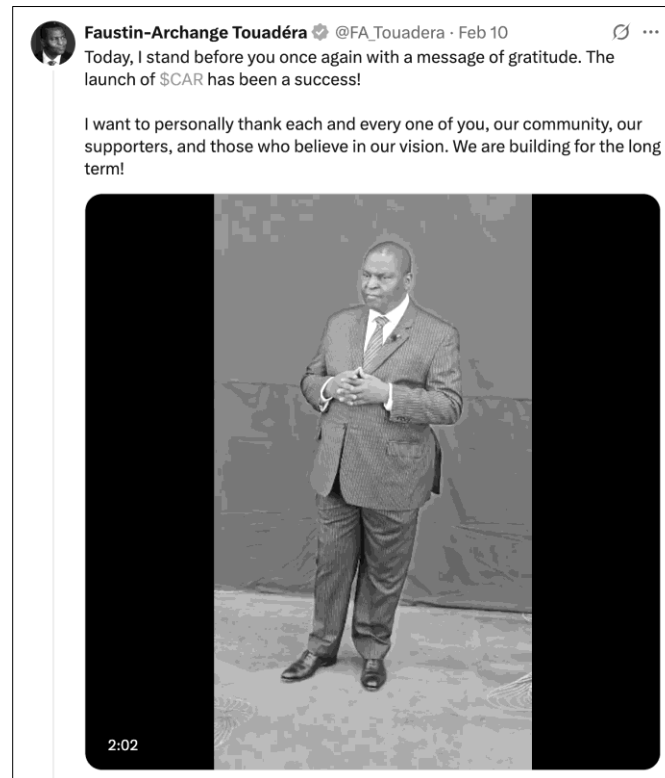 Faustin-Archange Touadéra @FA_Touadera · Feb 10
Today, I stand before you once again with a message of gratitude. The
launch of $CAR has been a success!
I want to personally thank each and every one of you, our community, our
supporters, and those who believe in our vision. We are building for the long
term!
2:02